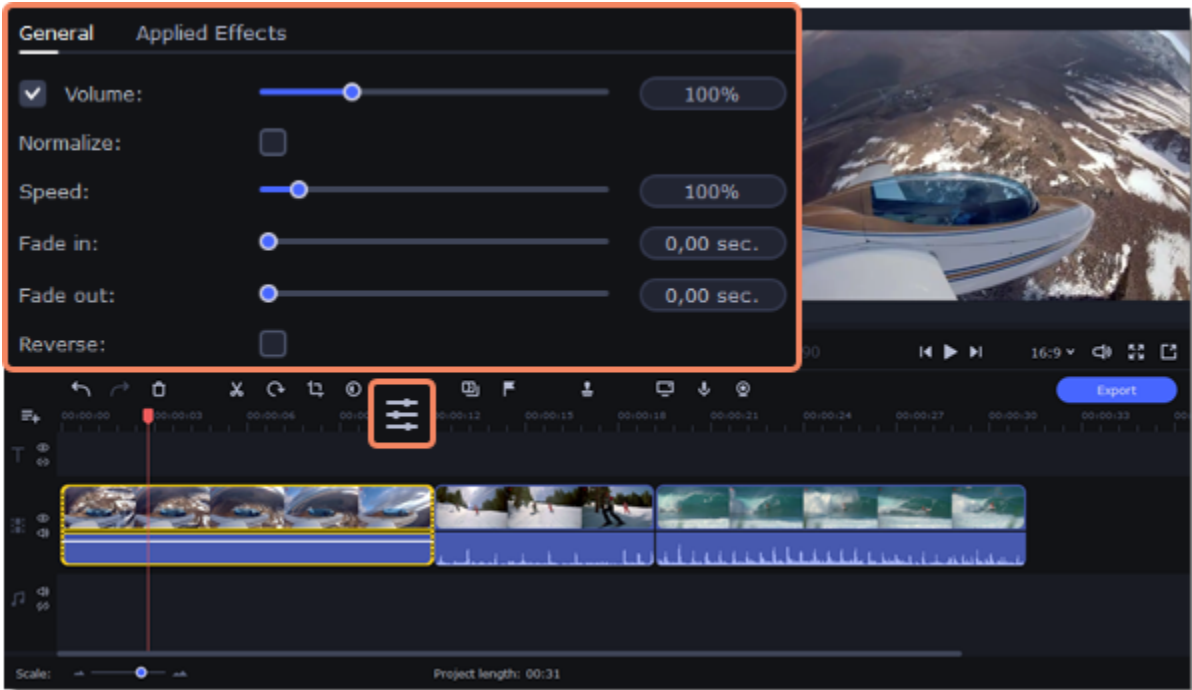 General Applied Effects
Volume: 100%
Normalize:
Speed: 100%
Fade in: 0,00 sec.
Fade out: 0,00 sec.
Reverse:
90
16:9
Export
00:00:00 00:00:03 00:00:06 00:00:12 00:00:15 00:00:18 00:00:21 00:00:24 00:00:27 00:00:30 00:00:33
T
Scale: Project length: 00:31